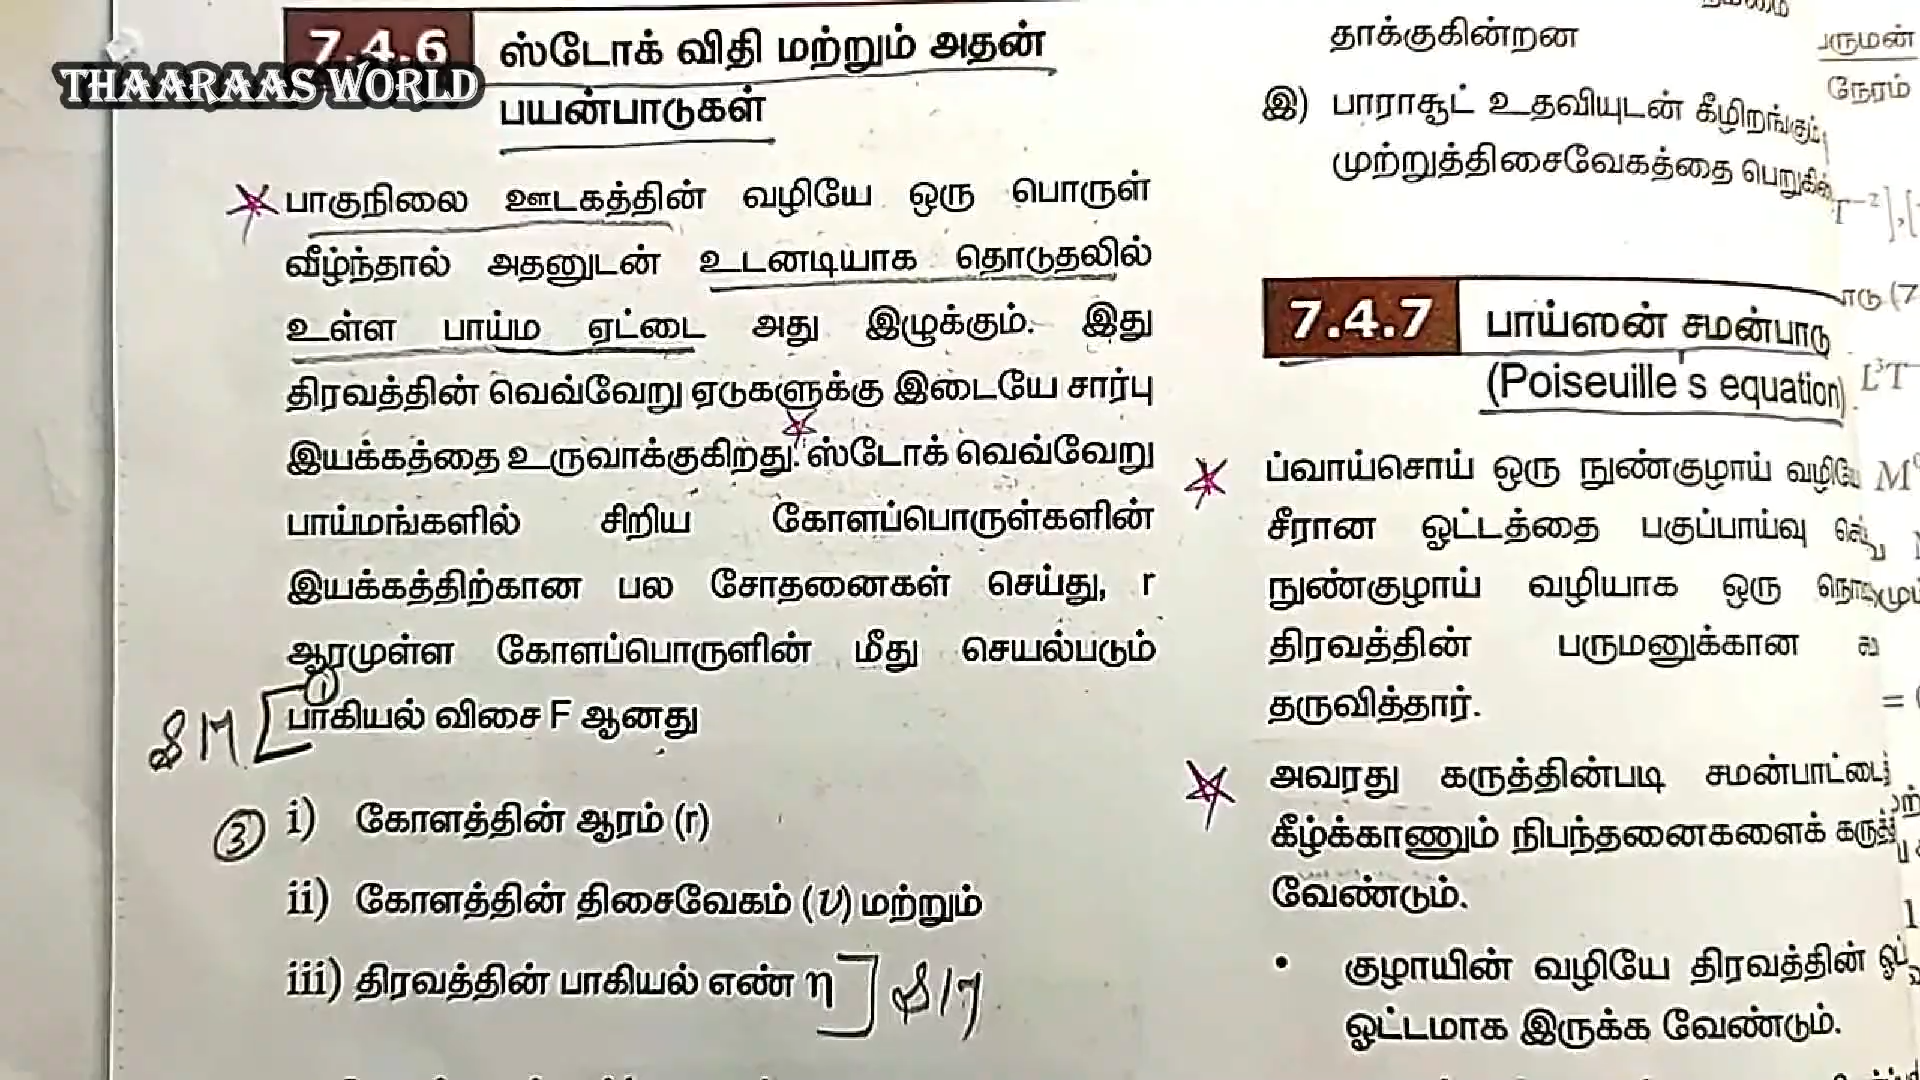 THAARAAS WORLD
7.4.6 ஸ்டோக் விதி மற்றும் அதன்
பயன்பாடுகள்
பாகுநிலை ஊடகத்தின் வழியே ஒரு பொருள்
வீழ்ந்தால் அதனுடன் உடனடியாக தொடுதலில்
உள்ள பாய்ம ஏட்டை அது இழுக்கும். இது
திரவத்தின் வெவ்வேறு ஏடுகளுக்கு இடையே சார்பு
இயக்கத்தை உருவாக்குகிறது. ஸ்டோக் வெவ்வேறு
பாய்மங்களில் சிறிய கோளப்பொருள்களின்
இயக்கத்திற்கான பல சோதனைகள் செய்து, r
ஆரமுள்ள கோளப்பொருளின் மீது செயல்படும்
பாகியல் விசை F ஆனது
i) கோளத்தின் ஆரம் (r)
ii) கோளத்தின் திசைவேகம் (v) மற்றும்
iii) திரவத்தின் பாகியல் எண் η
1
3
தாக்குகின்றன
இ) பாராசூட் உதவியுடன் கீழிறங்கும்
முற்றுத்திசைவேகத்தை
7.4.7 பாய்ஸன் சமன்பாடு
(Poiseuille's equation)
ப்வாய்சொய் ஒரு நுண்குழாய் வழியே
சீரான ஓட்டத்தை பகுப்பாய்வு
நுண்குழாய் வழியாக ஒரு
திரவத்தின் பருமனுக்கான
தருவித்தார்.
அவரது கருத்தின்படி சமன்பாட்டை
கீழ்க்காணும் நிபந்தனைகளைக்
வேண்டும்.
• குழாயின் வழியே திரவத்தின்
ஓட்டமாக இருக்க வேண்டும்.
நேரம்